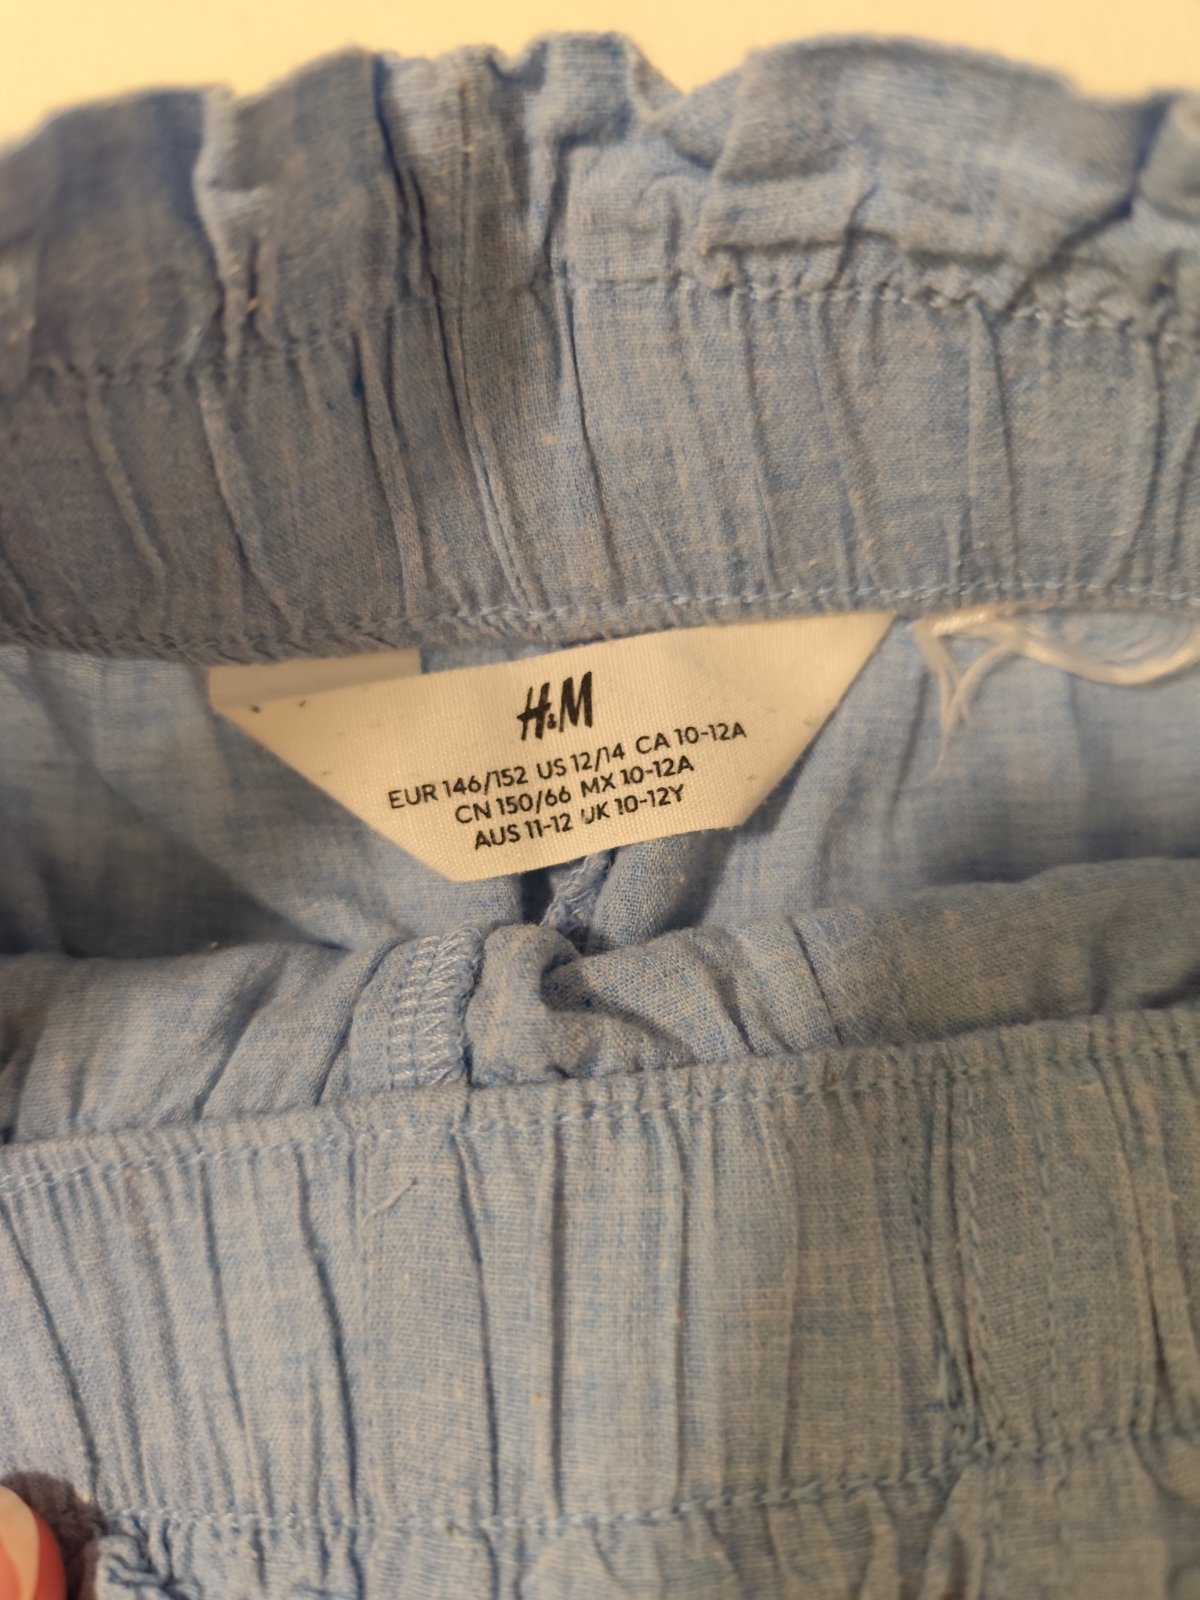 H&M
EUR 146/152 US 12/14 CA 10-12A
CN 150/66 MX 10-12A
AUS 11-12 UK 10-12Y